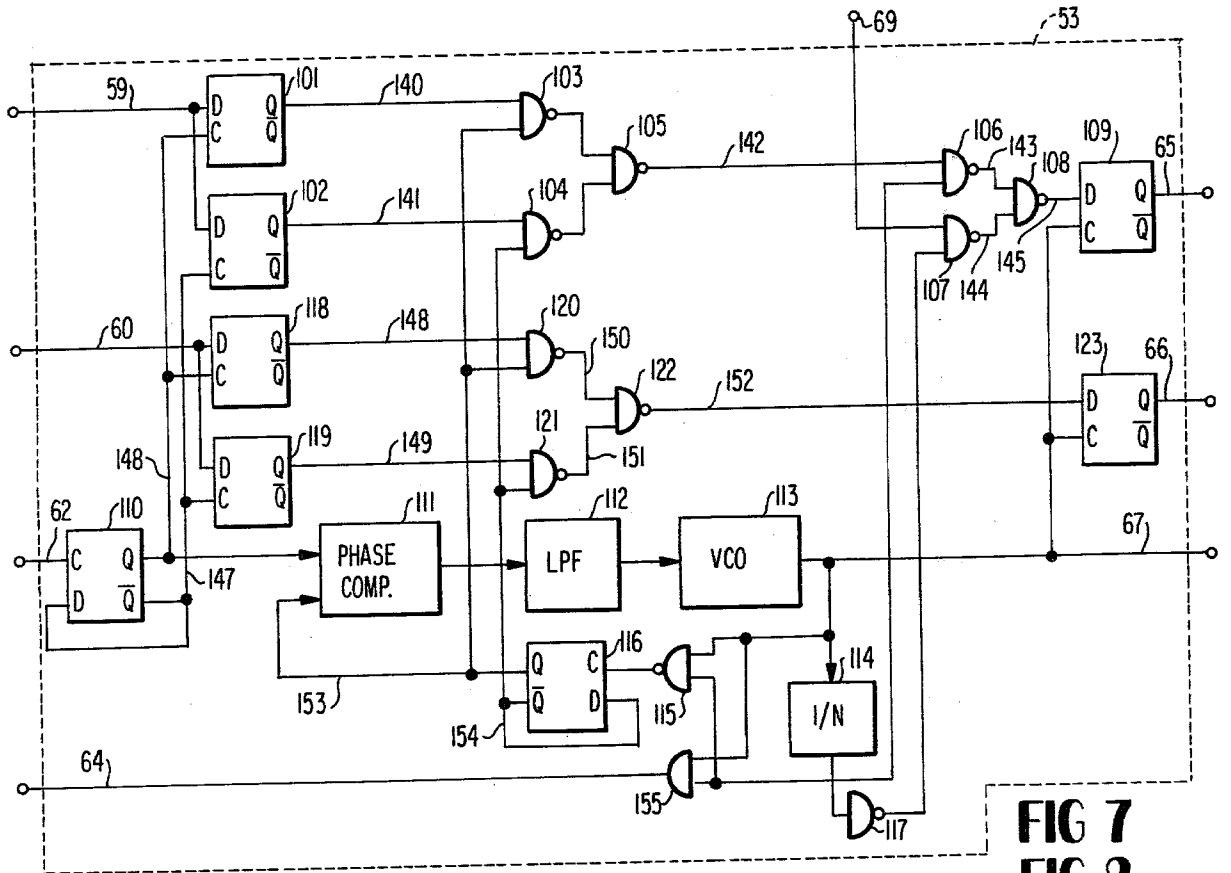 69
53
59
D Q
Q̅
C
101
140
103
105
142
106
143
108
109
65
D Q
C Q̅
102
D Q
C Q̅
141
104
107
144
145
60
118
D Q
C Q̅
148
120
150
122
152
123
66
D Q
C Q̅
119
D Q
C Q̅
149
121
151
148
62
110
C Q
D Q̅
147
111
PHASE
COMP.
112
LPF
113
VCO
67
116
Q C
Q̅ D
153
154
115
114
1/N
64
155
117
FIG 7